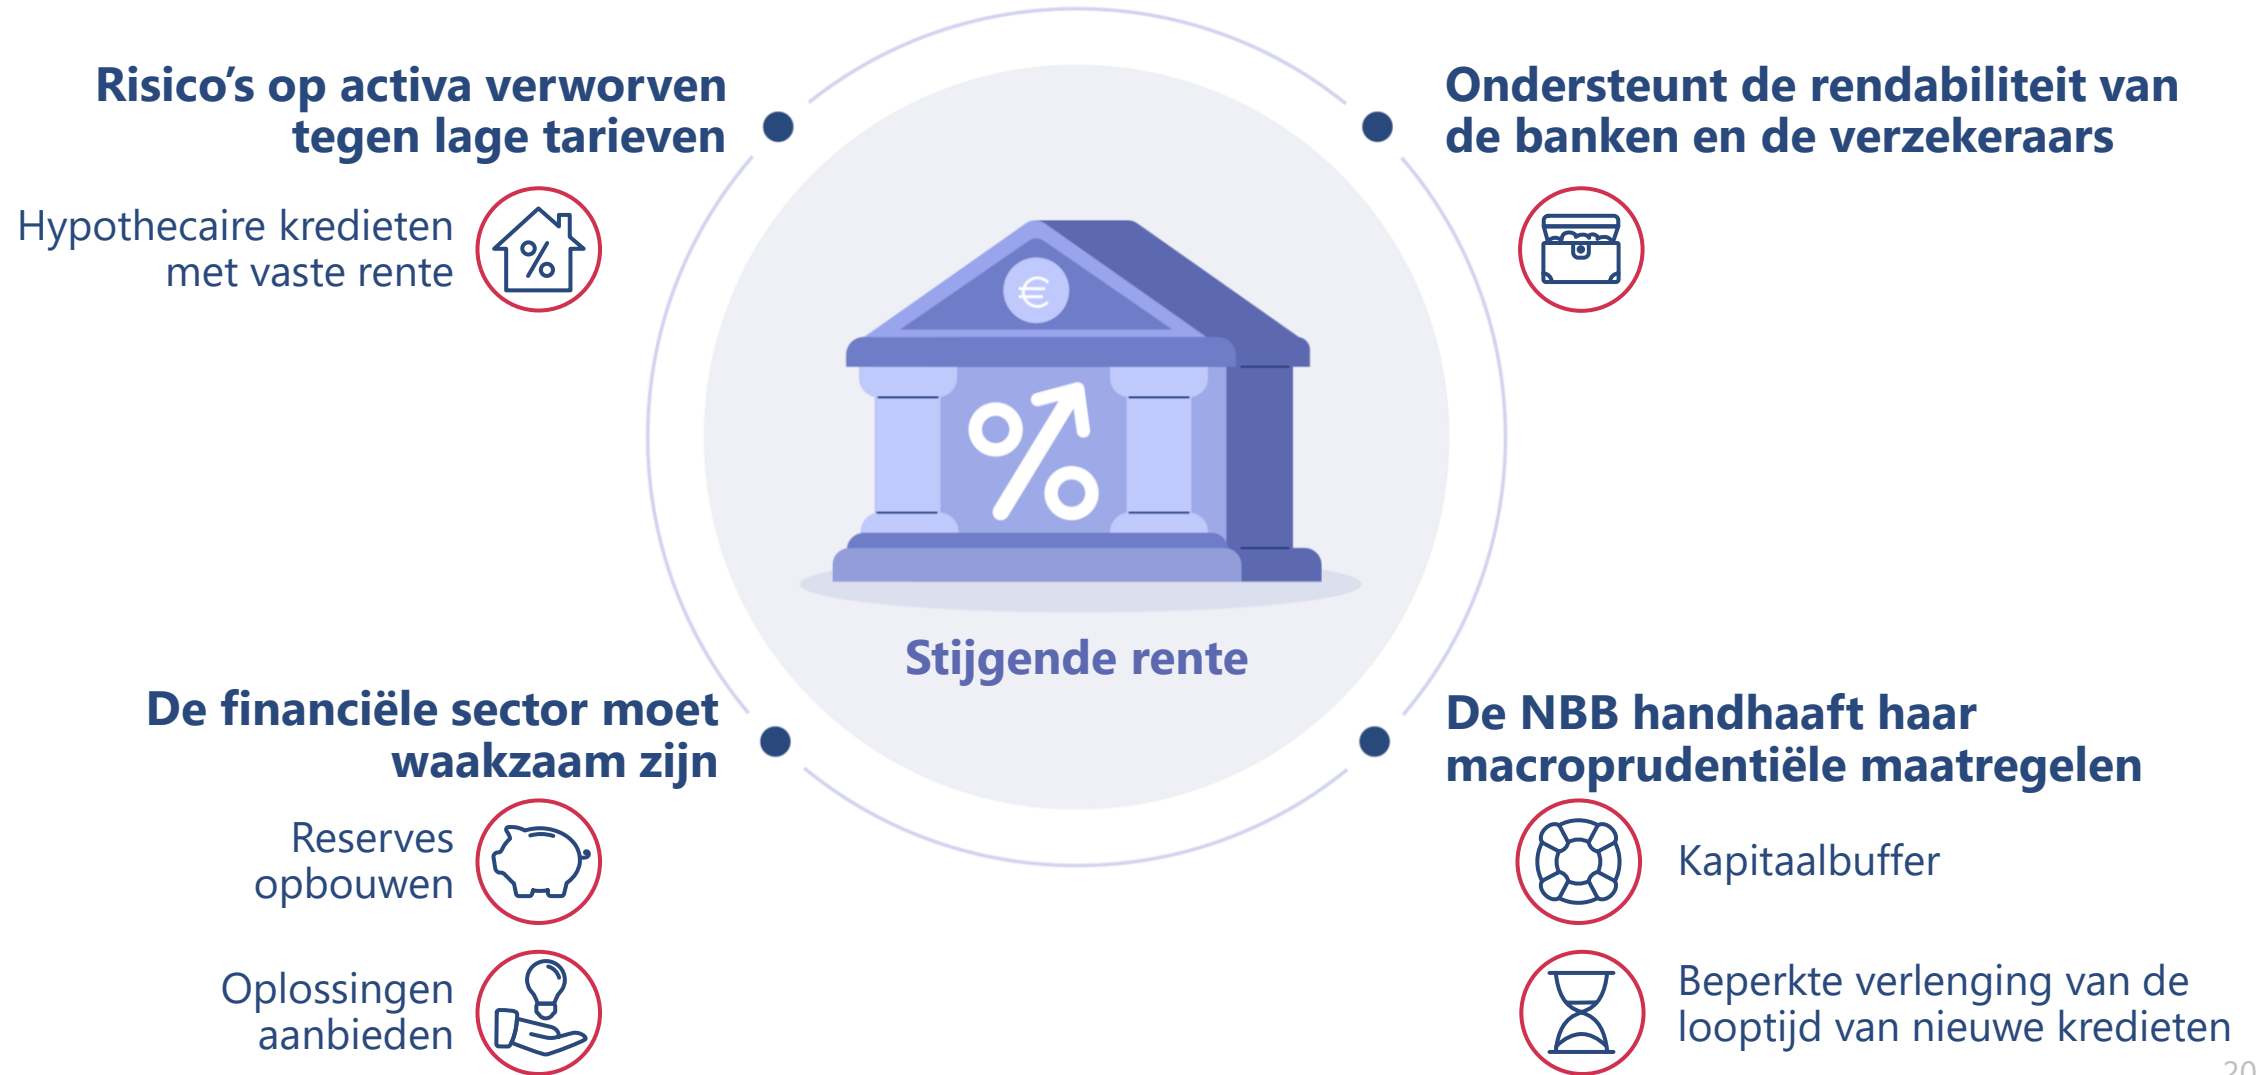 Risico’s op activa verworven
tegen lage tarieven
Hypothecaire kredieten
met vaste rente
%
Ondersteunt de rendabiliteit van
de banken en de verzekeraars
€
%
Stijgende rente
De financiële sector moet
waakzaam zijn
Reserves
opbouwen
Oplossingen
aanbieden
De NBB handhaaft haar
macroprudentiële maatregelen
Kapitaalbuffer
Beperkte verlenging van de
looptijd van nieuwe kredieten
20